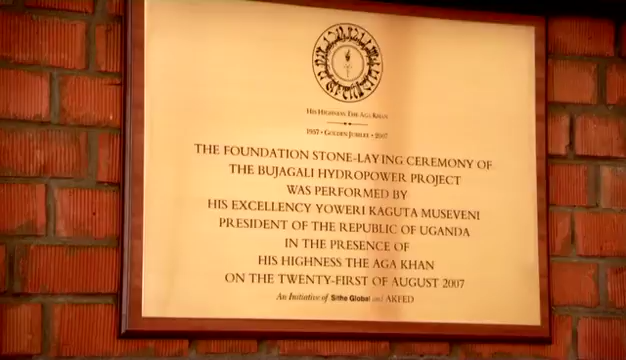 HIS HIGHNESS THE AGA KHAN
1957 • GOLDEN JUBILEE • 2007
THE FOUNDATION STONE-LAYING CEREMONY OF
THE BUJAGALI HYDROPOWER PROJECT
WAS PERFORMED BY
HIS EXCELLENCY YOWERI KAGUTA MUSEVENI
PRESIDENT OF THE REPUBLIC OF UGANDA
IN THE PRESENCE OF
HIS HIGHNESS THE AGA KHAN
ON THE TWENTY-FIRST OF AUGUST 2007
An Initiative of Sithe Global and AKFED